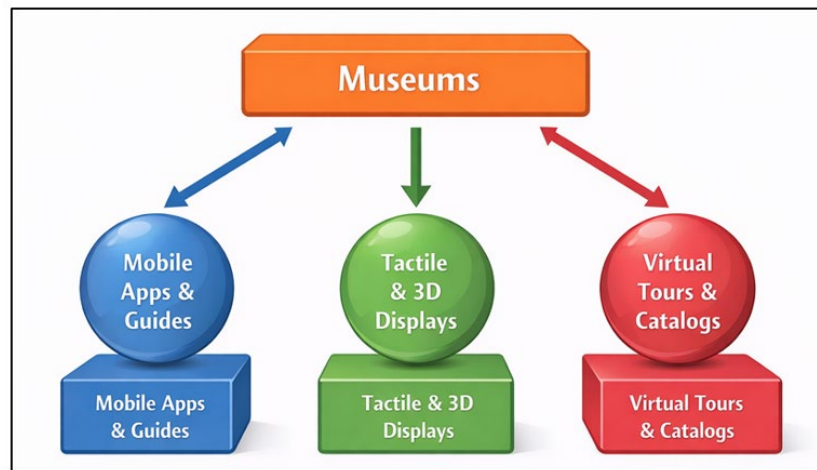 Museums
Mobile
Apps &
Guides
Tactile
& 3D
Displays
Virtual
Tours &
Catalogs
Mobile Apps
& Guides
Tactile & 3D
Displays
Virtual Tours
& Catalogs